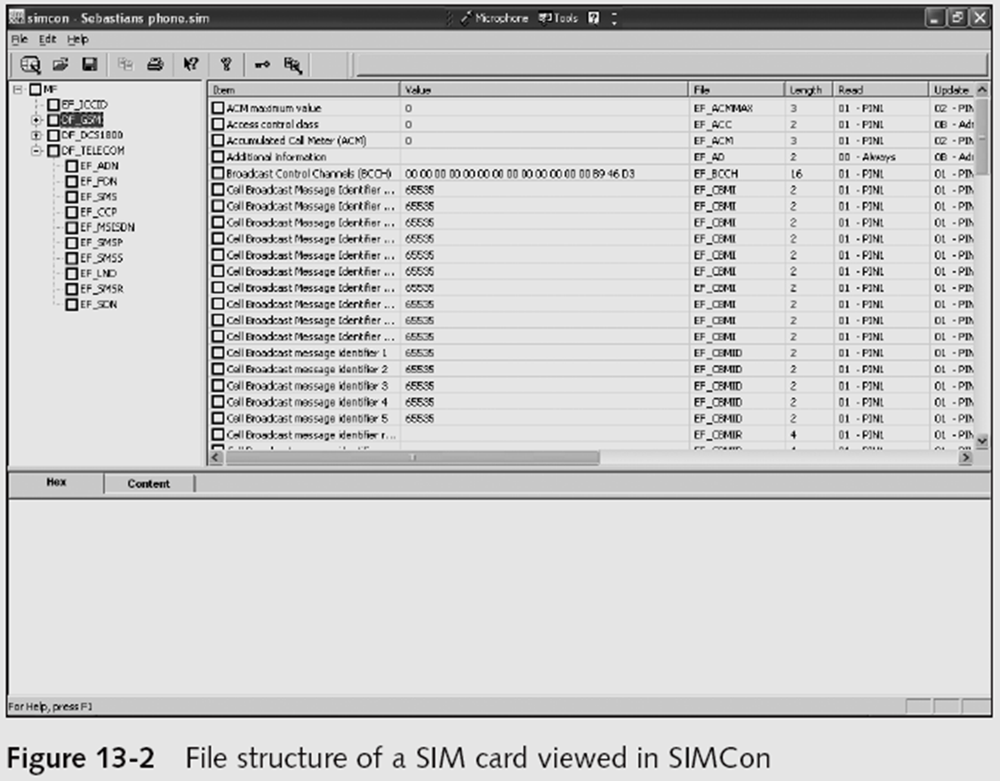 simcon - Sebastians phone.sim Microphone Tools
File Edit Help
MF
EF_ICCID
DF_GSM
DF_DCS1800
DF_TELECOM
EF_ADN
EF_FDN
EF_SMS
EF_CCP
EF_MSISDN
EF_SMSP
EF_SMSS
EF_LND
EF_SMSR
EF_SDN
Item Value File Length Read Update
ACM maximum value 0 EF_ACMMAX 3 01 - PIN1 02 - PIN
Access control class 0 EF_ACC 2 01 - PIN1 0B - Adm
Accumulated Call Meter (ACM) 0 EF_ACM 3 01 - PIN1 02 - PIN
Additional information EF_AD 2 00 - Always 0B - Adm
Broadcast Control Channels (BCCH) 00 00 00 00 00 00 00 00 00 00 00 00 00 89 46 D3 EF_BCCH 16 01 - PIN1 01 - PIN
Cell Broadcast Message Identifier ... 65535 EF_CBMI 2 01 - PIN1 01 - PIN
Cell Broadcast Message Identifier ... 65535 EF_CBMI 2 01 - PIN1 01 - PIN
Cell Broadcast Message Identifier ... 65535 EF_CBMI 2 01 - PIN1 01 - PIN
Cell Broadcast Message Identifier ... 65535 EF_CBMI 2 01 - PIN1 01 - PIN
Cell Broadcast Message Identifier ... 65535 EF_CBMI 2 01 - PIN1 01 - PIN
Cell Broadcast Message Identifier ... 65535 EF_CBMI 2 01 - PIN1 01 - PIN
Cell Broadcast Message Identifier ... 65535 EF_CBMI 2 01 - PIN1 01 - PIN
Cell Broadcast Message Identifier ... 65535 EF_CBMI 2 01 - PIN1 01 - PIN
Cell Broadcast Message Identifier ... 65535 EF_CBMI 2 01 - PIN1 01 - PIN
Cell Broadcast Message Identifier ... 65535 EF_CBMI 2 01 - PIN1 01 - PIN
Cell Broadcast message identifier 1 65535 EF_CBMID 2 01 - PIN1 01 - PIN
Cell Broadcast message identifier 2 65535 EF_CBMID 2 01 - PIN1 01 - PIN
Cell Broadcast message identifier 3 65535 EF_CBMID 2 01 - PIN1 01 - PIN
Cell Broadcast message identifier 4 65535 EF_CBMID 2 01 - PIN1 01 - PIN
Cell Broadcast message identifier 5 65535 EF_CBMID 2 01 - PIN1 01 - PIN
Cell Broadcast message identifier r... EF_CBMIR 4 01 - PIN1 01 - PIN
Hex Content
For Help, press F1
Figure 13-2 File structure of a SIM card viewed in SIMCon